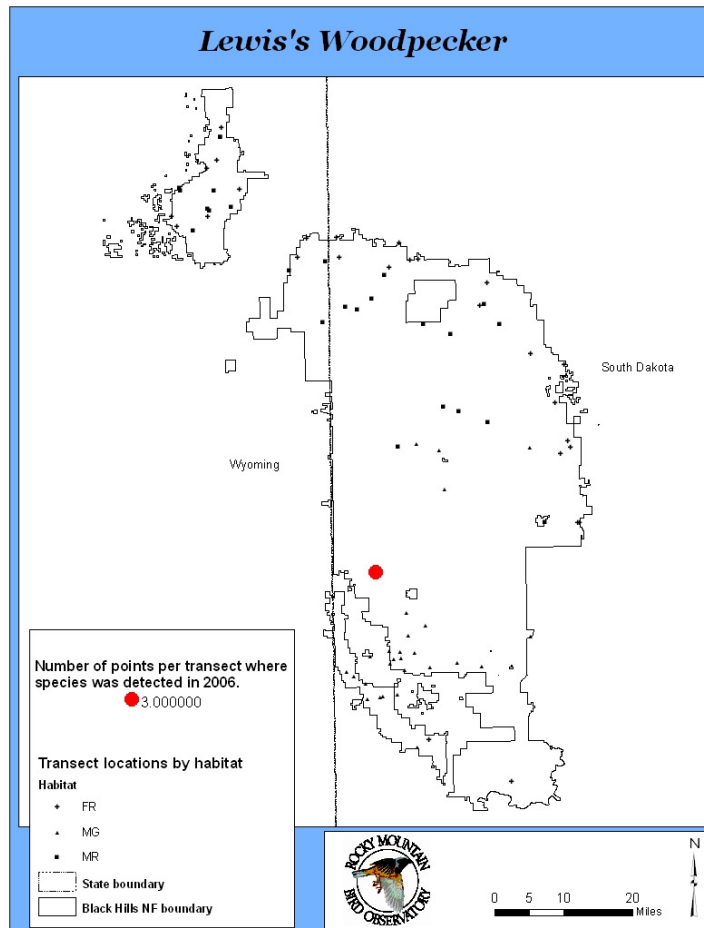 Lewis's Woodpecker
South Dakota
Wyoming
Number of points per transect where
species was detected in 2006.
3.000000
Transect locations by habitat
Habitat
FR
MG
MR
State boundary
Black Hills NF boundary
ROCKY MOUNTAIN
BIRD OBSERVATORY
N
0 5 10 20
Miles